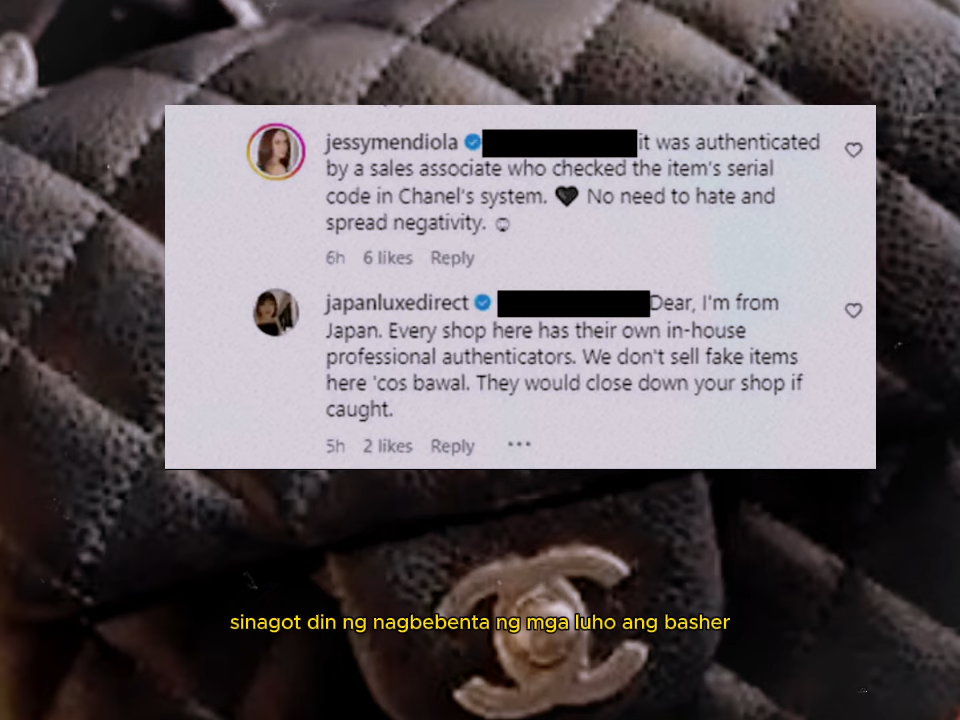 jessymendiola it was authenticated
by a sales associate who checked the item's serial
code in Chanel's system. 🖤 No need to hate and
spread negativity. ☺
6h 6 likes Reply
japanluxedirect Dear, I'm from
Japan. Every shop here has their own in-house
professional authenticators. We don't sell fake items
here 'cos bawal. They would close down your shop if
caught.
5h 2 likes Reply ...
sinagot din ng nagbebenta ng mga luho ang basher